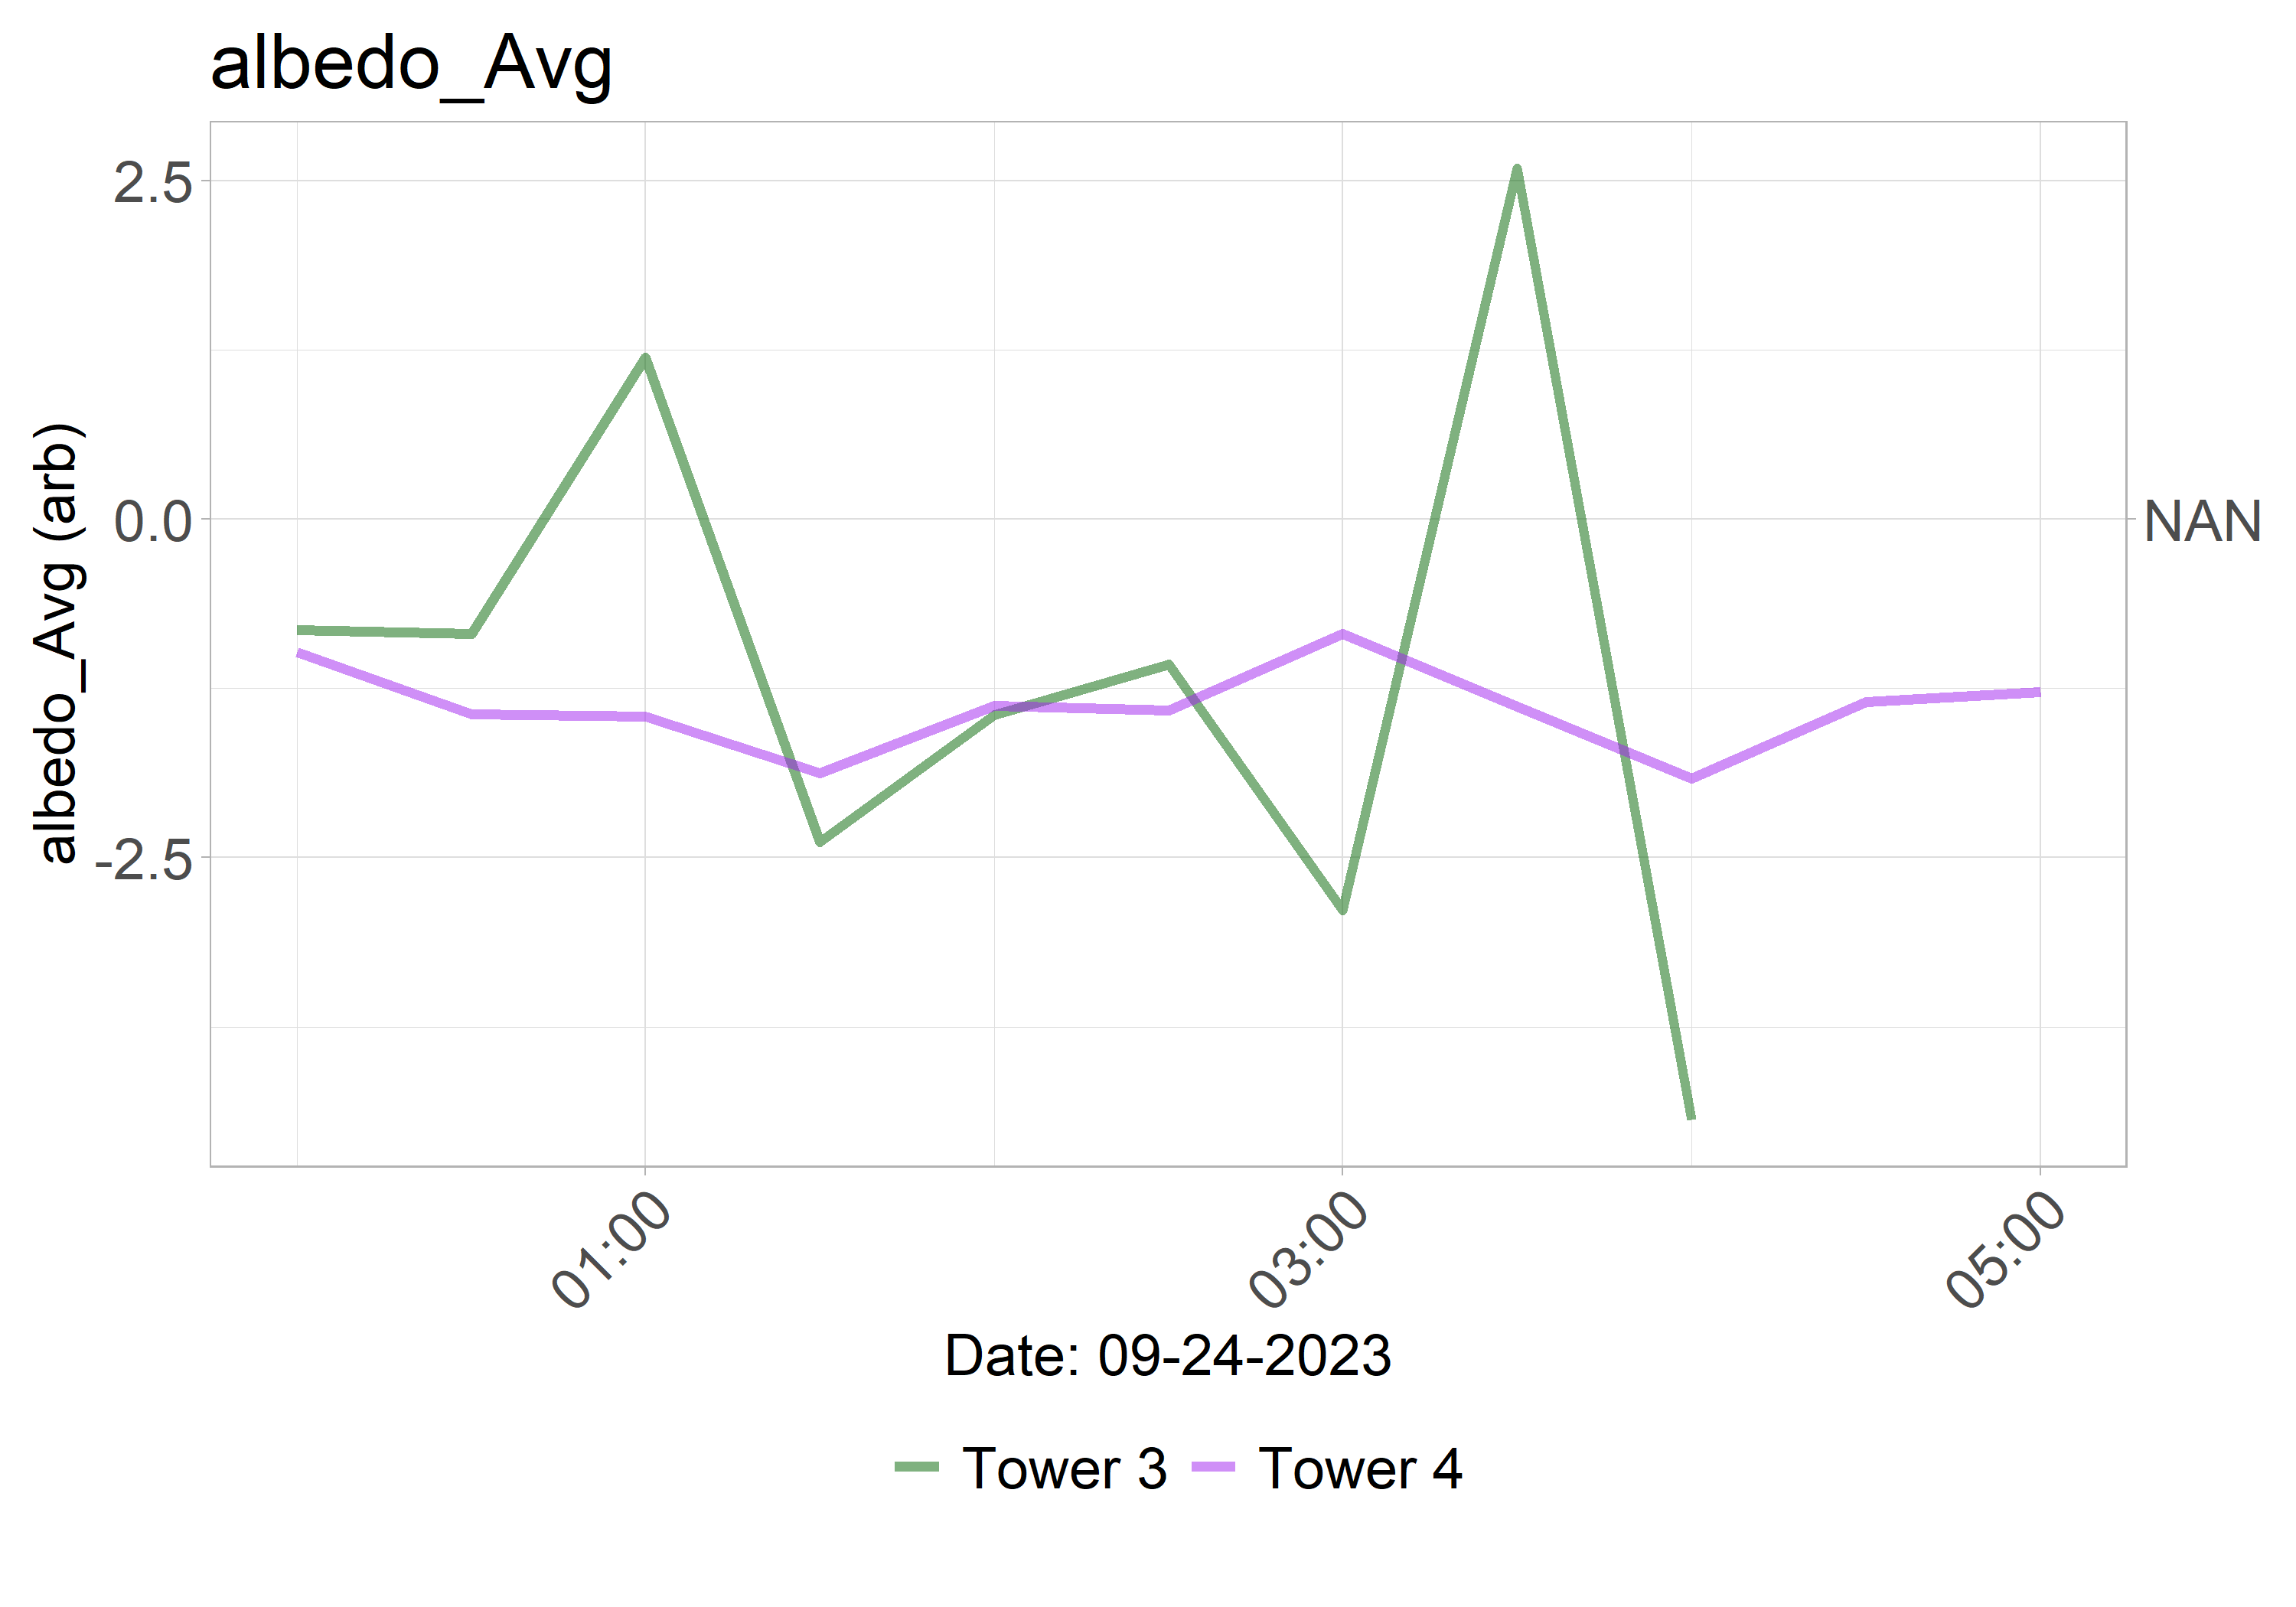 albedo_Avg
albedo_Avg (arb)
2.5
0.0
-2.5
NAN
01:00
03:00
05:00
Date: 09-24-2023
Tower 3
Tower 4